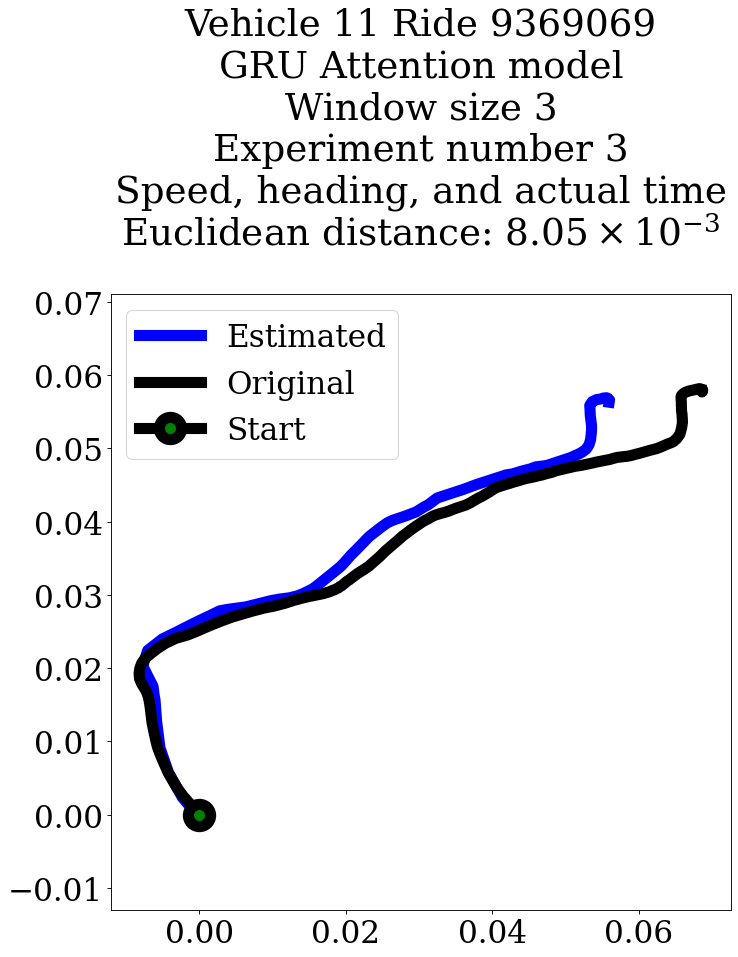 Vehicle 11 Ride 9369069
GRU Attention model
Window size 3
Experiment number 3
Speed, heading, and actual time
Euclidean distance: 8.05 × 10⁻³
0.07
Estimated
0.06
Original
Start
0.05
0.04
0.03
0.02
0.01
0.00
−0.01
0.00 0.02 0.04 0.06